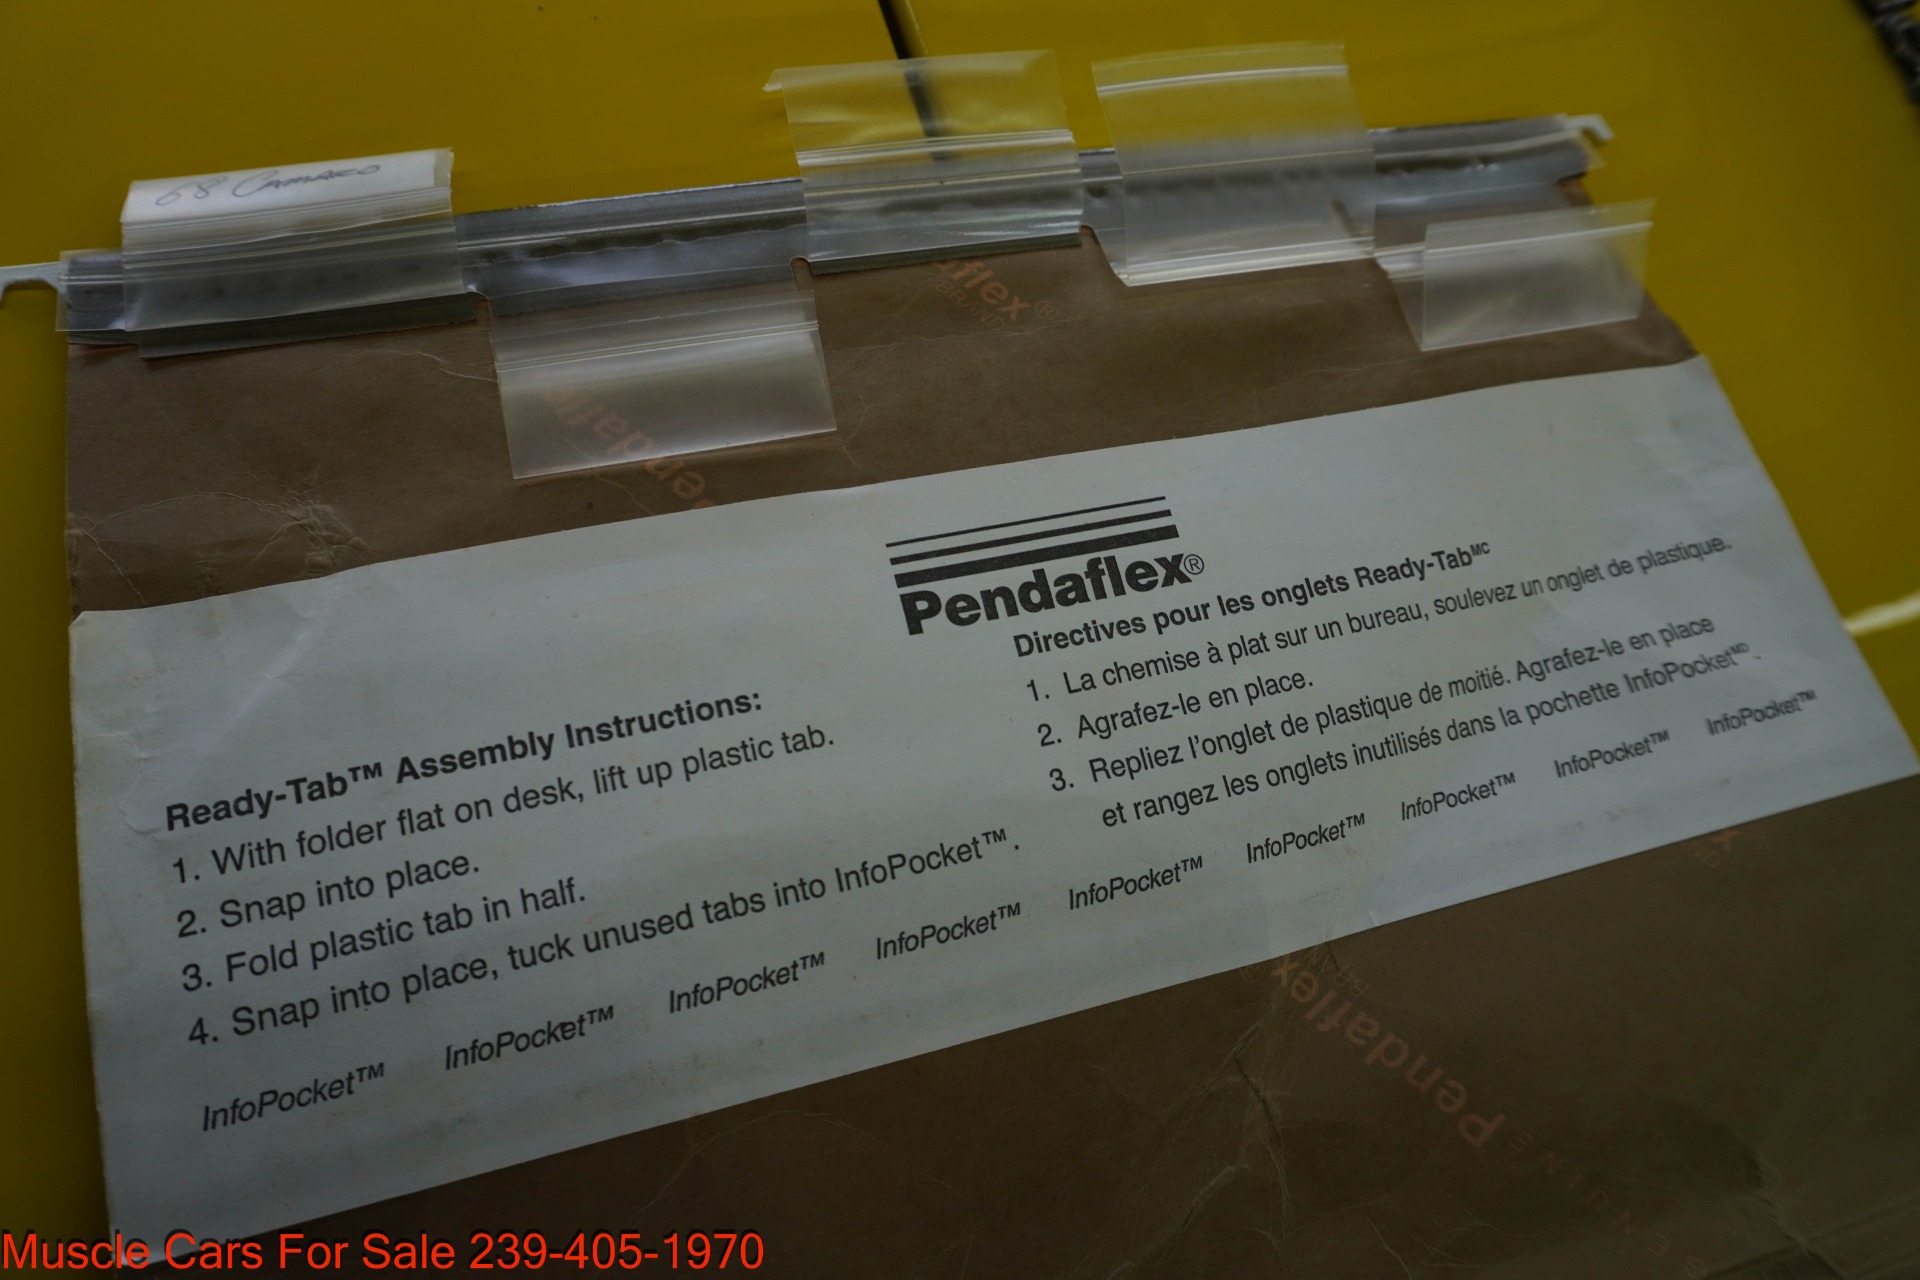 68 Camaro
aflex ®
BRAND
Pendaf
Pendaflex®
Ready-Tab™ Assembly Instructions:
1. With folder flat on desk, lift up plastic tab.
2. Snap into place.
3. Fold plastic tab in half.
4. Snap into place, tuck unused tabs into InfoPocket™.
Directives pour les onglets Ready-Tab ᴹᶜ
1. La chemise à plat sur un bureau, soulevez un onglet de plastique.
2. Agrafez-le en place.
3. Repliez l'onglet de plastique de moitié. Agrafez-le en place
et rangez les onglets inutilisés dans la pochette InfoPocket ᴹᴰ.
InfoPocket™ InfoPocket™ InfoPocket™ InfoPocket™ InfoPocket™ InfoPocket™ InfoPocket™ InfoPocket™ InfoPocket™
Pendaflex
Muscle Cars For Sale 239-405-1970